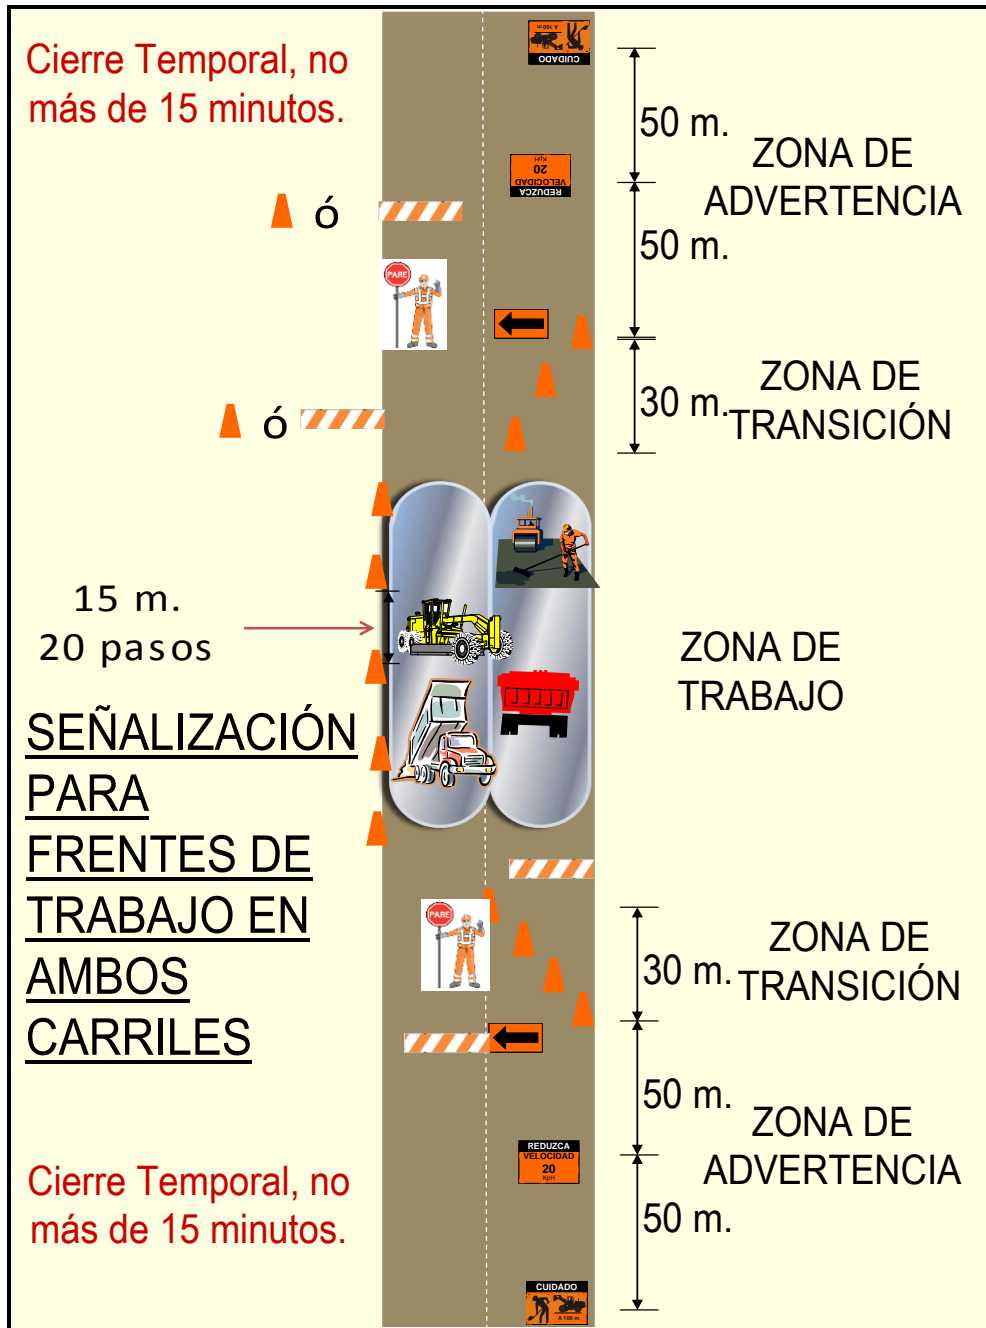 Cierre Temporal, no
más de 15 minutos.
CUIDADO
A 100 m
50 m.
ZONA DE
ADVERTENCIA
REDUZCA
VELOCIDAD
20
KpH
50 m.
ó
PARE
30 m.
ZONA DE
TRANSICIÓN
ó
15 m.
20 pasos
ZONA DE
TRABAJO
SEÑALIZACIÓN
PARA
FRENTES DE
TRABAJO EN
AMBOS
CARRILES
PARE
30 m.
ZONA DE
TRANSICIÓN
50 m.
ZONA DE
ADVERTENCIA
REDUZCA
VELOCIDAD
20
KpH
50 m.
Cierre Temporal, no
más de 15 minutos.
CUIDADO
A 100 m